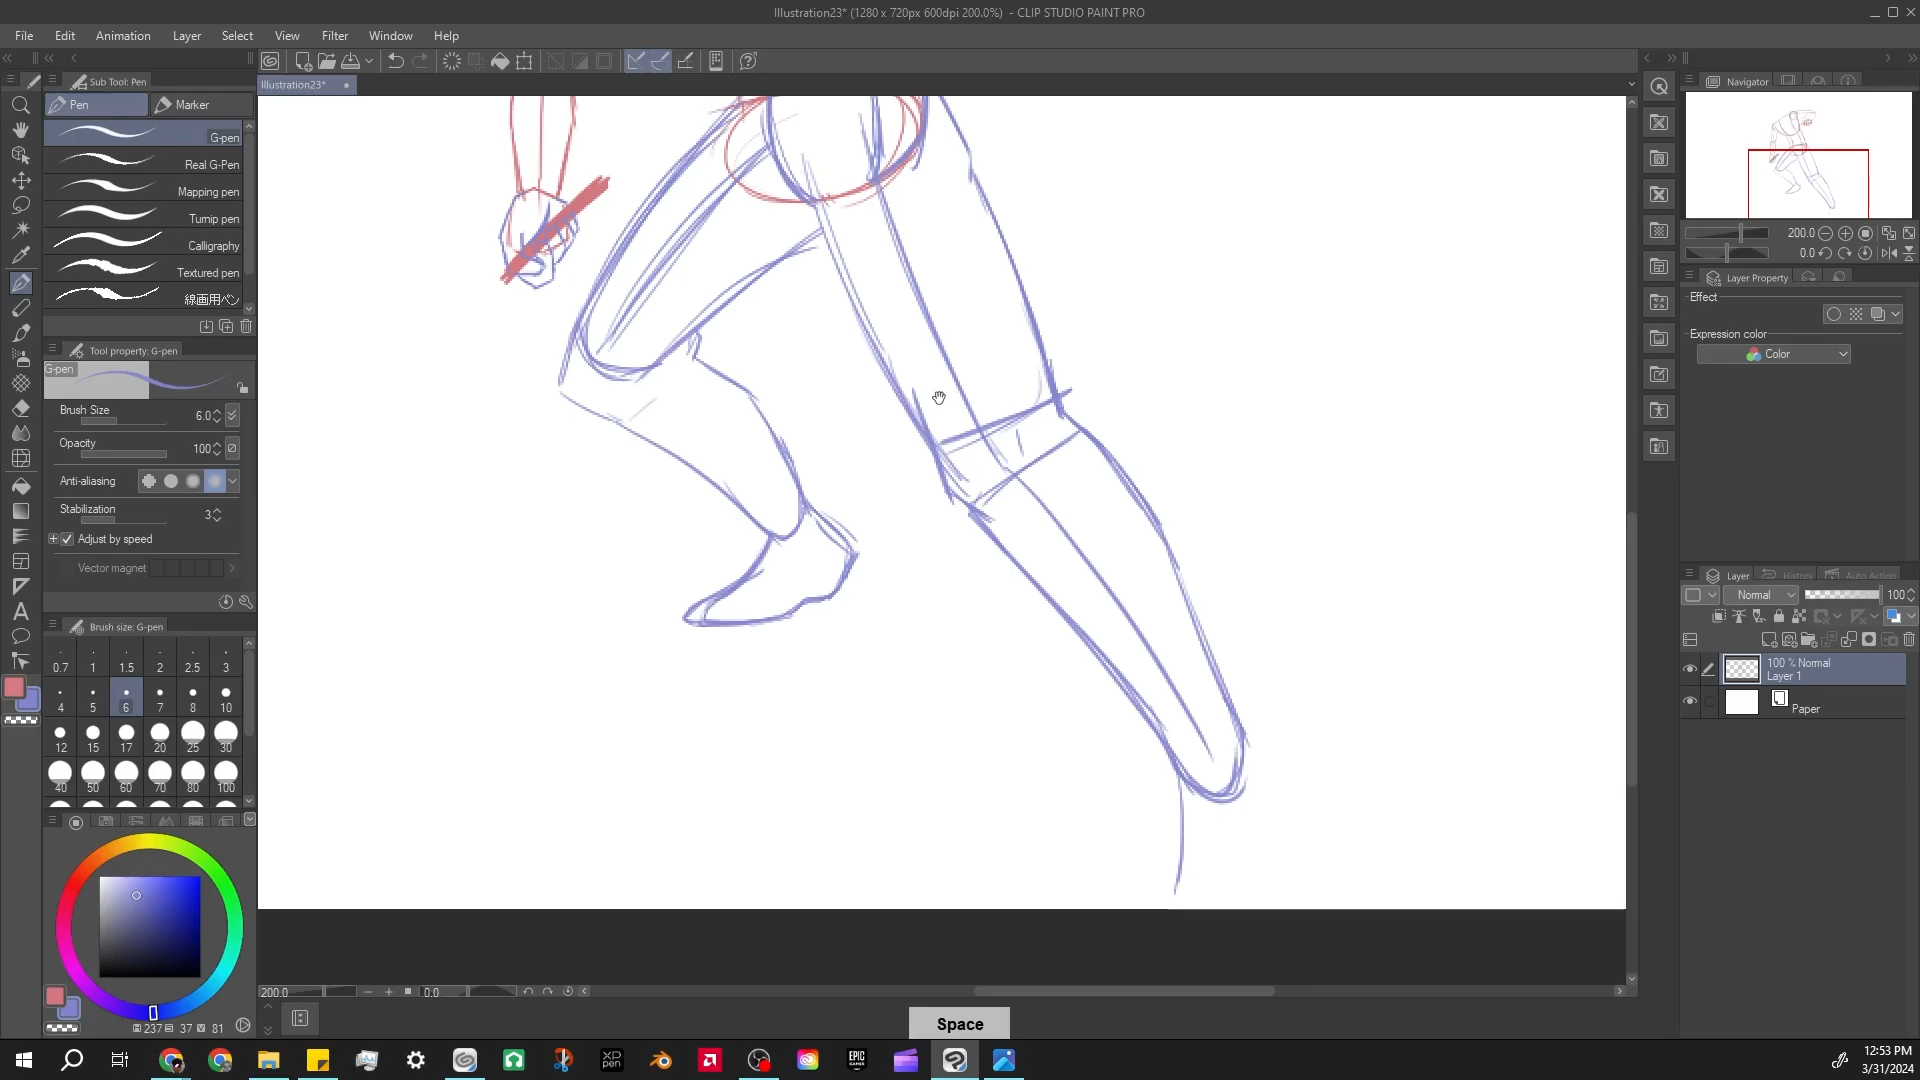 Illustration23* (1280 x 720px 600dpi 200.0%) - CLIP STUDIO PAINT PRO
File Edit Animation Layer Select View Filter Window Help
Sub Tool: Pen
Illustration23*
Navigator
Pen Marker
G-pen
Real G-Pen
Mapping pen
Turnip pen
Calligraphy
Textured pen
線画用ペン
200.0
0.0
Layer Property
Effect
Expression color
Color
Tool property: G-pen
G-pen
Brush Size 6.0
Opacity 100
Anti-aliasing
Stabilization 3
Adjust by speed
Vector magnet
Brush size: G-pen
0.7 1 1.5 2 2.5 3
4 5 6 7 8 10
12 15 17 20 25 30
40 50 60 70 80 100
Layer History Auto Action
Normal 100
100 % Normal
Layer 1
Paper
237 37 81
200.0 0.0
Space
XP
pen
EPIC
GAMES
12:53 PM
3/31/2024